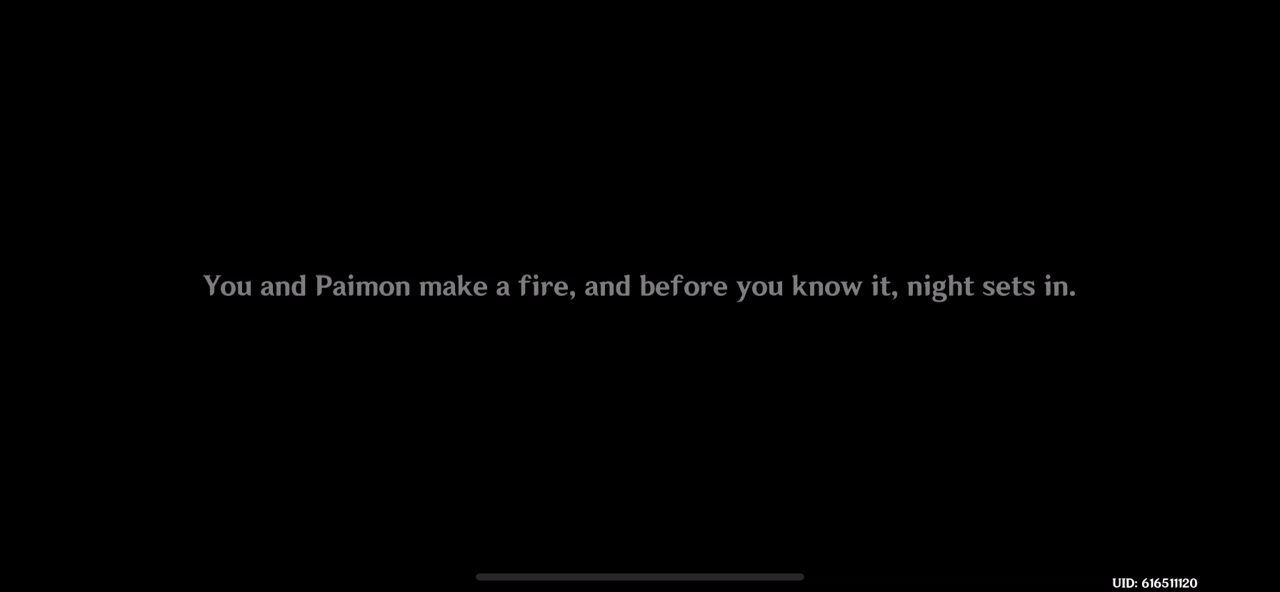 You and Paimon make a fire, and before you know it, night sets in.
UID: 616511120